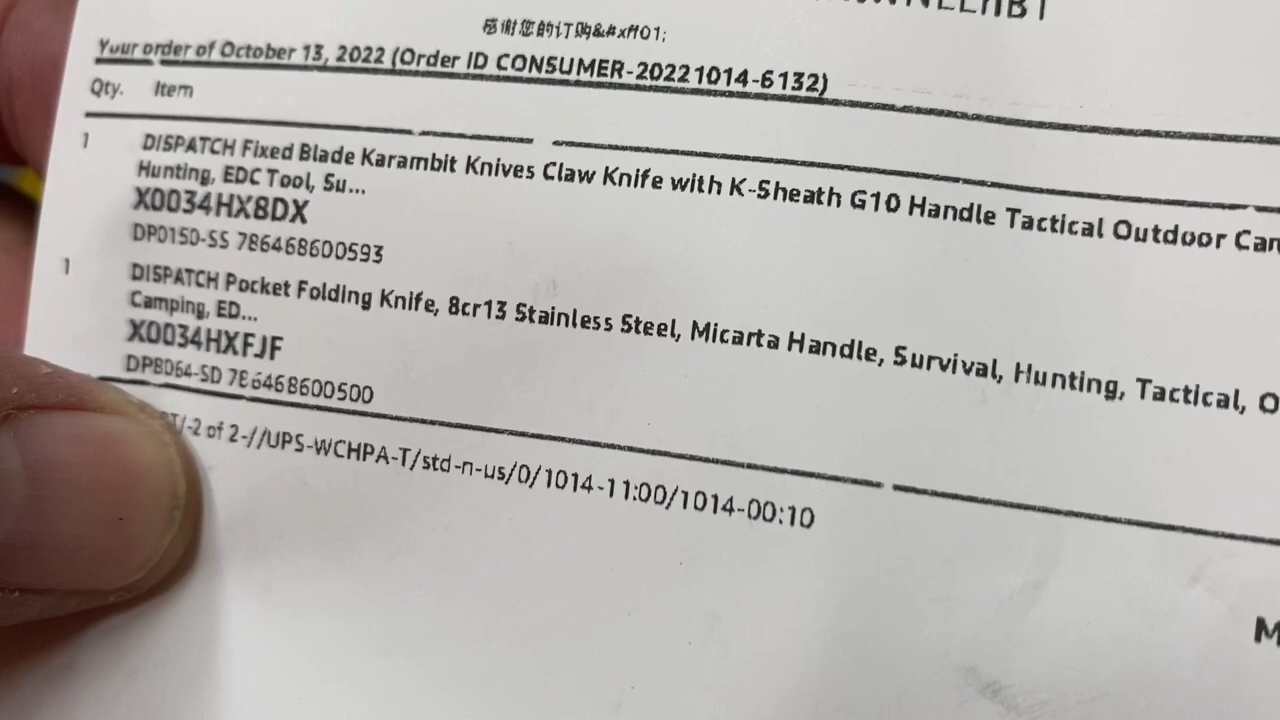 感谢您的订购&#xff01;
Your order of October 13, 2022 (Order ID CONSUMER-20221014-6132)
Qty. Item
1 DISPATCH Fixed Blade Karambit Knives Claw Knife with K-Sheath G10 Handle Tactical Outdoor Cam
Hunting, EDC Tool, Su...
X0034HX8DX
DP0150-SS 786468600593
1 DISPATCH Pocket Folding Knife, 8cr13 Stainless Steel, Micarta Handle, Survival, Hunting, Tactical, O
Camping, ED...
X0034HXFJF
DP8064-SD 786468600500
/-2 of 2-//UPS-WCHPA-T/std-n-us/0/1014-11:00/1014-00:10